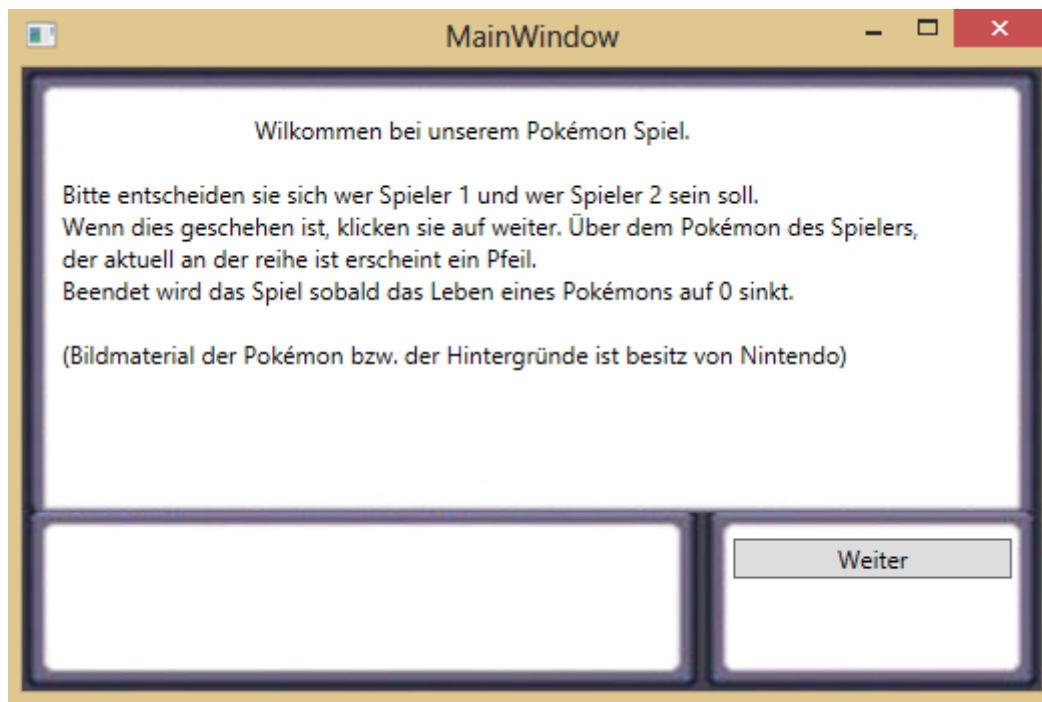 MainWindow
Wilkommen bei unserem Pokémon Spiel.
Bitte entscheiden sie sich wer Spieler 1 und wer Spieler 2 sein soll.
Wenn dies geschehen ist, klicken sie auf weiter. Über dem Pokémon des Spielers,
der aktuell an der reihe ist erscheint ein Pfeil.
Beendet wird das Spiel sobald das Leben eines Pokémons auf 0 sinkt.
(Bildmaterial der Pokémon bzw. der Hintergründe ist besitz von Nintendo)
Weiter